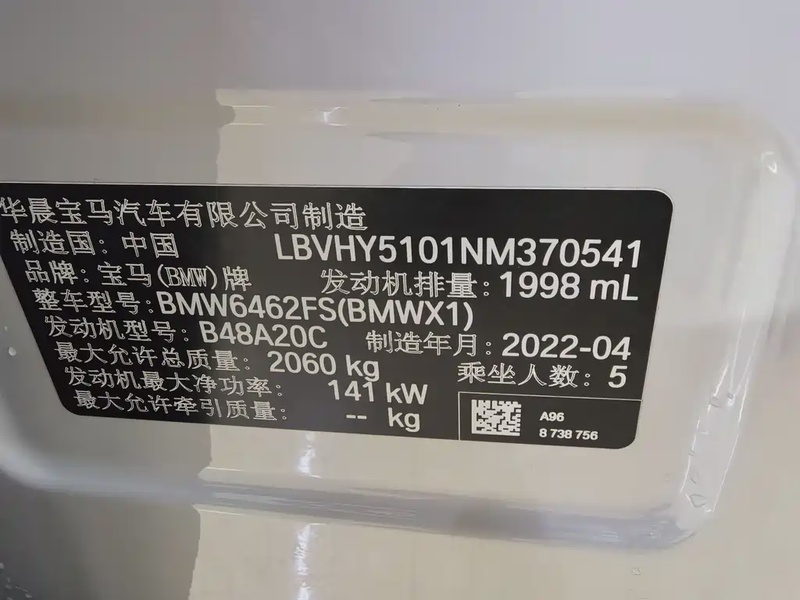 华晨宝马汽车有限公司制造
制造国：中国 LBVHY5101NM370541
品牌：宝马(BMW)牌 发动机排量：1998 mL
整车型号：BMW6462FS(BMWX1)
发动机型号：B48A20C 制造年月：2022-04
最大允许总质量：2060 kg 乘坐人数：5
发动机最大净功率： 141 kW
最大允许牵引质量： -- kg
A96
8 738 756